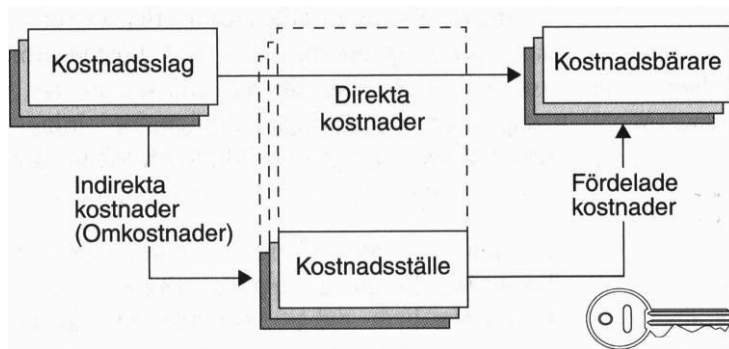 Kostnadsslag
Kostnadsbärare
Direkta
kostnader
Indirekta
kostnader
(Omkostnader)
Fördelade
kostnader
Kostnadsställe